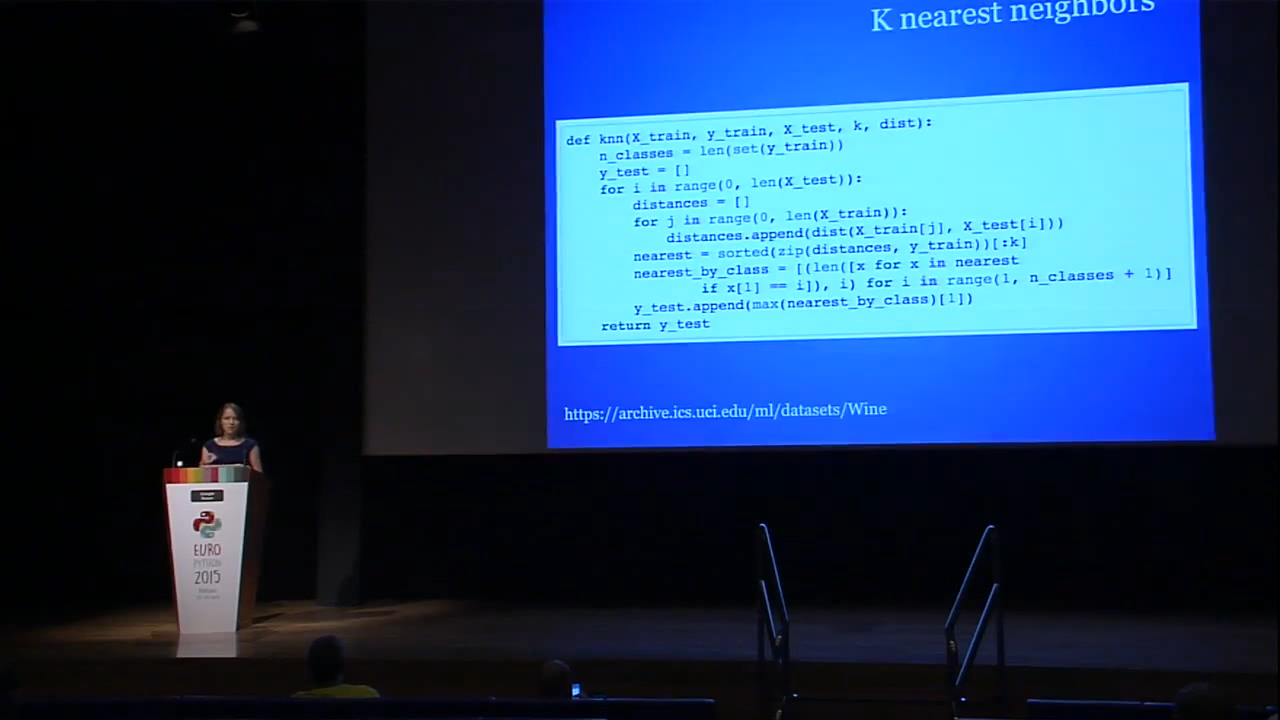 K nearest neighbors
def knn(X_train, y_train, X_test, k, dist):
n_classes = len(set(y_train))
y_test = []
for i in range(0, len(X_test)):
distances = []
for j in range(0, len(X_train)):
distances.append(dist(X_train[j], X_test[i]))
nearest = sorted(zip(distances, y_train))[:k]
nearest_by_class = [(len([x for x in nearest
if x[1] == i]), i) for i in range(1, n_classes + 1)]
y_test.append(max(nearest_by_class)[1])
return y_test
https://archive.ics.uci.edu/ml/datasets/Wine
EURO
PYTHON
2015